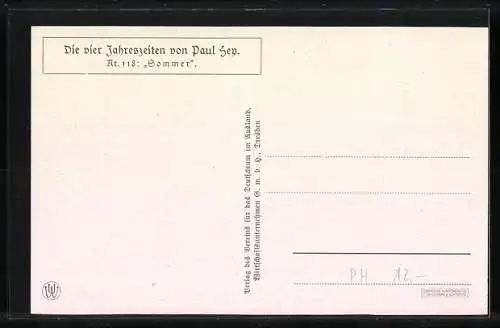 Die vier Jahreszeiten von Paul Hey.
Nr. 118: „Sommer“.
Verlag des Vereins für das Deutschtum im Ausland,
Wirtschaftsunternehmen G. m. b. H., Dresden
PH 12.-